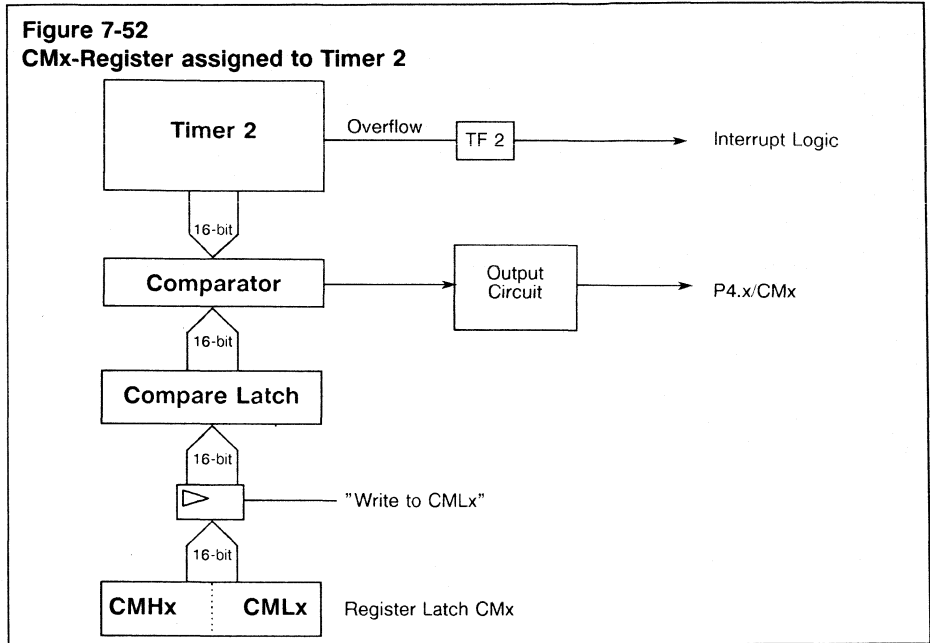 Figure 7-52
CMx-Register assigned to Timer 2
Timer 2
Overflow
TF 2
Interrupt Logic
16-bit
Comparator
Output
Circuit
P4.x/CMx
16-bit
Compare Latch
16-bit
"Write to CMLx"
16-bit
CMHx
CMLx
Register Latch CMx